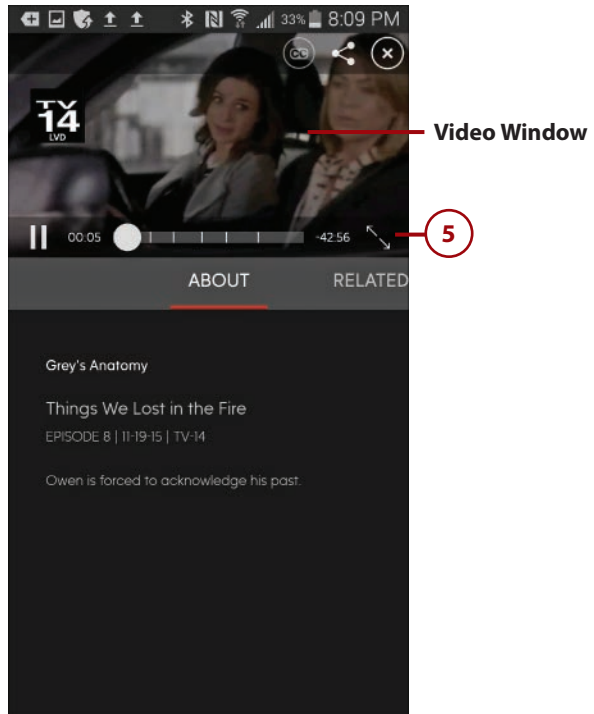 33% 8:09 PM
CC
TV
14
LVD
Video Window
00:05 -42:56
5
ABOUT RELATED
Grey's Anatomy
Things We Lost in the Fire
EPISODE 8 | 11-19-15 | TV-14
Owen is forced to acknowledge his past.